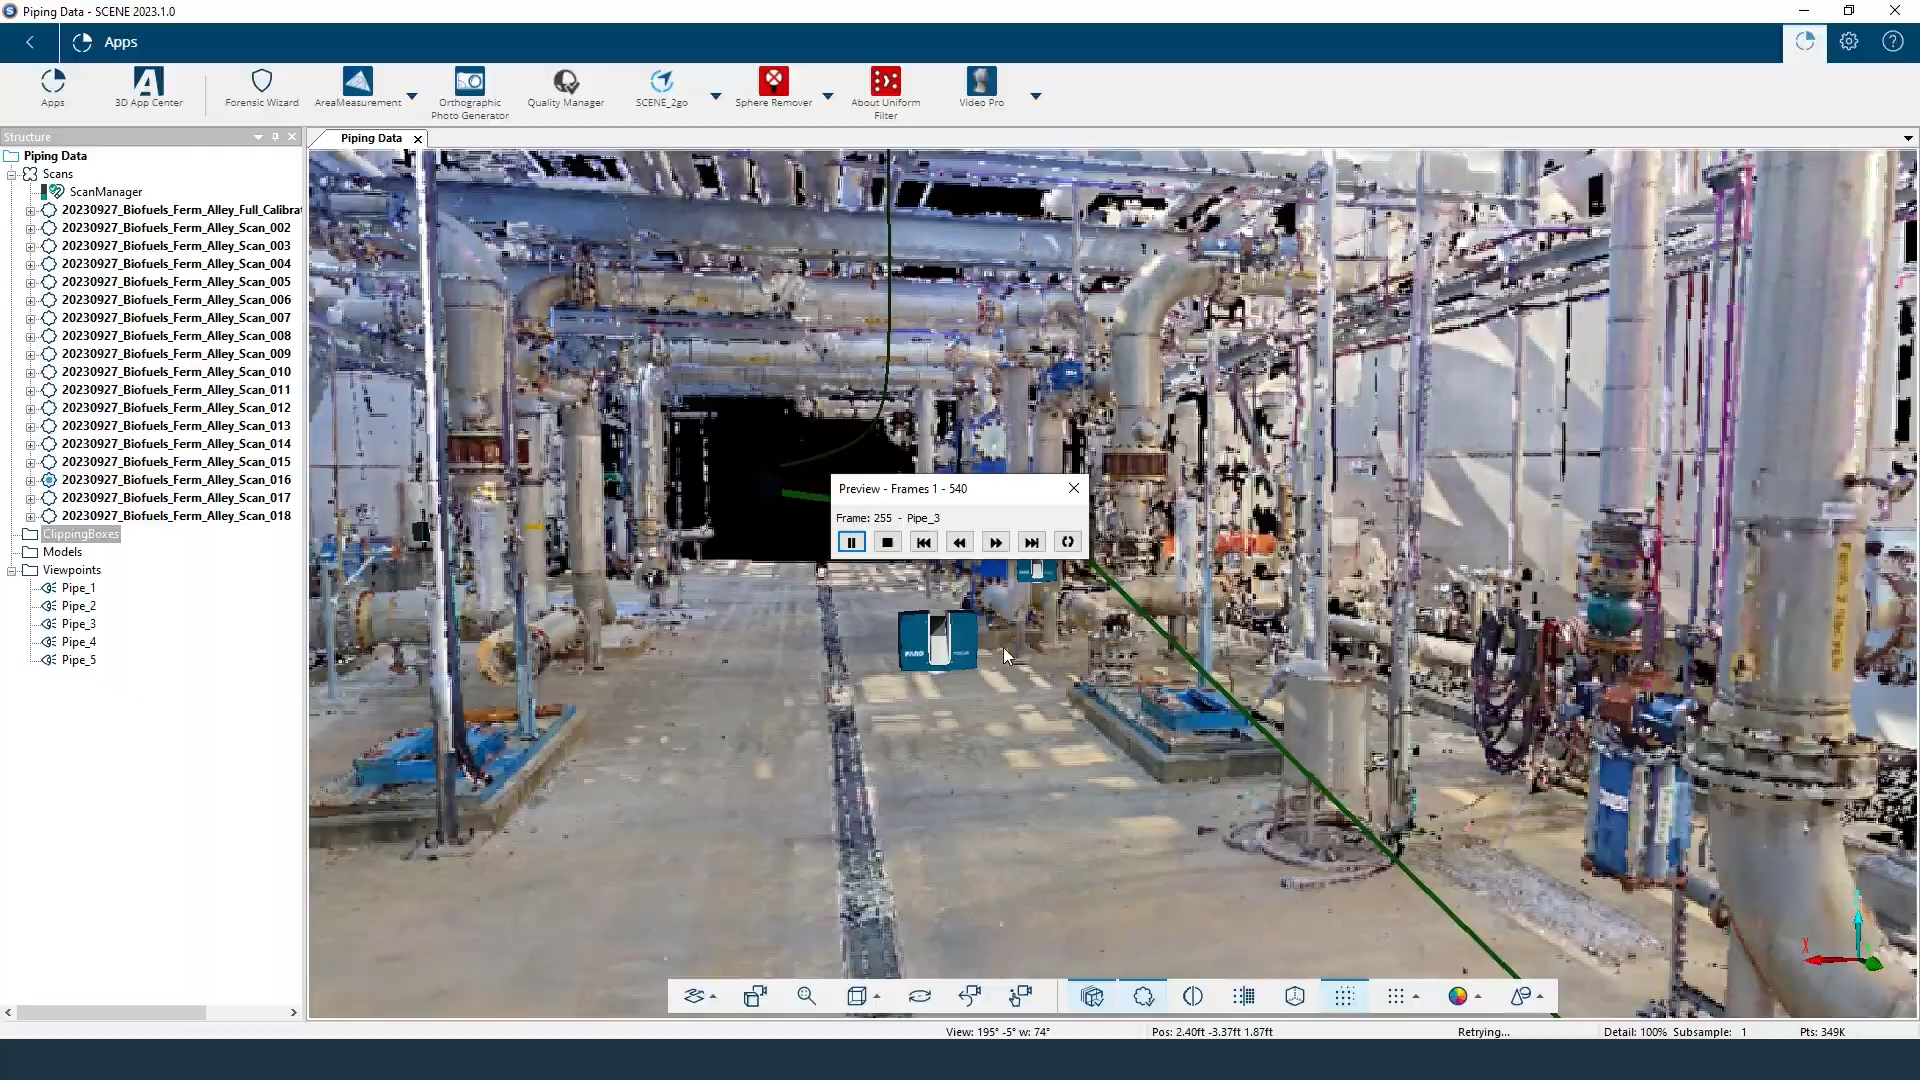 Piping Data - SCENE 2023.1.0
Apps
Apps
3D App Center
Forensic Wizard
AreaMeasurement
Orthographic
Photo Generator
Quality Manager
SCENE_2go
Sphere Remover
About Uniform
Filter
Video Pro
Structure
Piping Data
Piping Data
Scans
ScanManager
20230927_Biofuels_Ferm_Alley_Full_Calibra
20230927_Biofuels_Ferm_Alley_Scan_002
20230927_Biofuels_Ferm_Alley_Scan_003
20230927_Biofuels_Ferm_Alley_Scan_004
20230927_Biofuels_Ferm_Alley_Scan_005
20230927_Biofuels_Ferm_Alley_Scan_006
20230927_Biofuels_Ferm_Alley_Scan_007
20230927_Biofuels_Ferm_Alley_Scan_008
20230927_Biofuels_Ferm_Alley_Scan_009
20230927_Biofuels_Ferm_Alley_Scan_010
20230927_Biofuels_Ferm_Alley_Scan_011
20230927_Biofuels_Ferm_Alley_Scan_012
20230927_Biofuels_Ferm_Alley_Scan_013
20230927_Biofuels_Ferm_Alley_Scan_014
20230927_Biofuels_Ferm_Alley_Scan_015
20230927_Biofuels_Ferm_Alley_Scan_016
20230927_Biofuels_Ferm_Alley_Scan_017
20230927_Biofuels_Ferm_Alley_Scan_018
ClippingBoxes
Models
Viewpoints
Pipe_1
Pipe_2
Pipe_3
Pipe_4
Pipe_5
Preview - Frames 1 - 540
Frame: 255 - Pipe_3
FARO
X
View: 195° -5° w: 74°
Pos: 2.40ft -3.37ft 1.87ft
Retrying...
Detail: 100% Subsample: 1
Pts: 349K